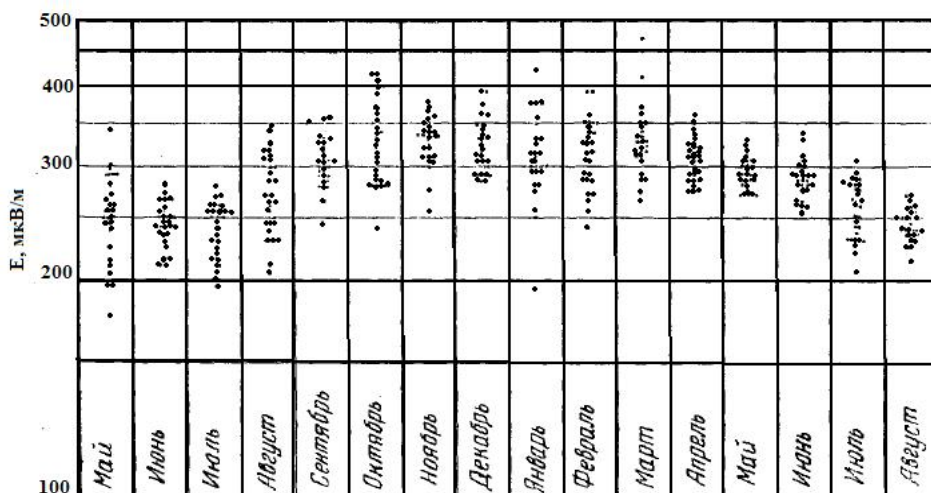 500
400
300
200
100
E, мкВ/м
Май
Июнь
Июль
Август
Сентябрь
Октябрь
Ноябрь
Декабрь
Январь
Февраль
Март
Апрель
Май
Июнь
Июль
Август